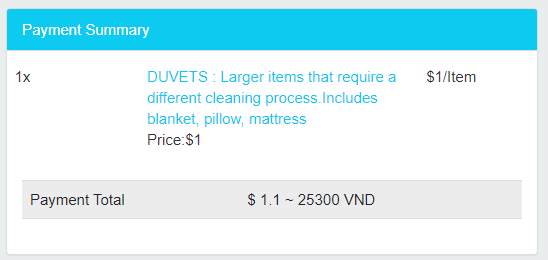 Payment Summary
1x DUVETS : Larger items that require a $1/Item
different cleaning process.Includes
blanket, pillow, mattress
Price:$1
Payment Total $ 1.1 ~ 25300 VND